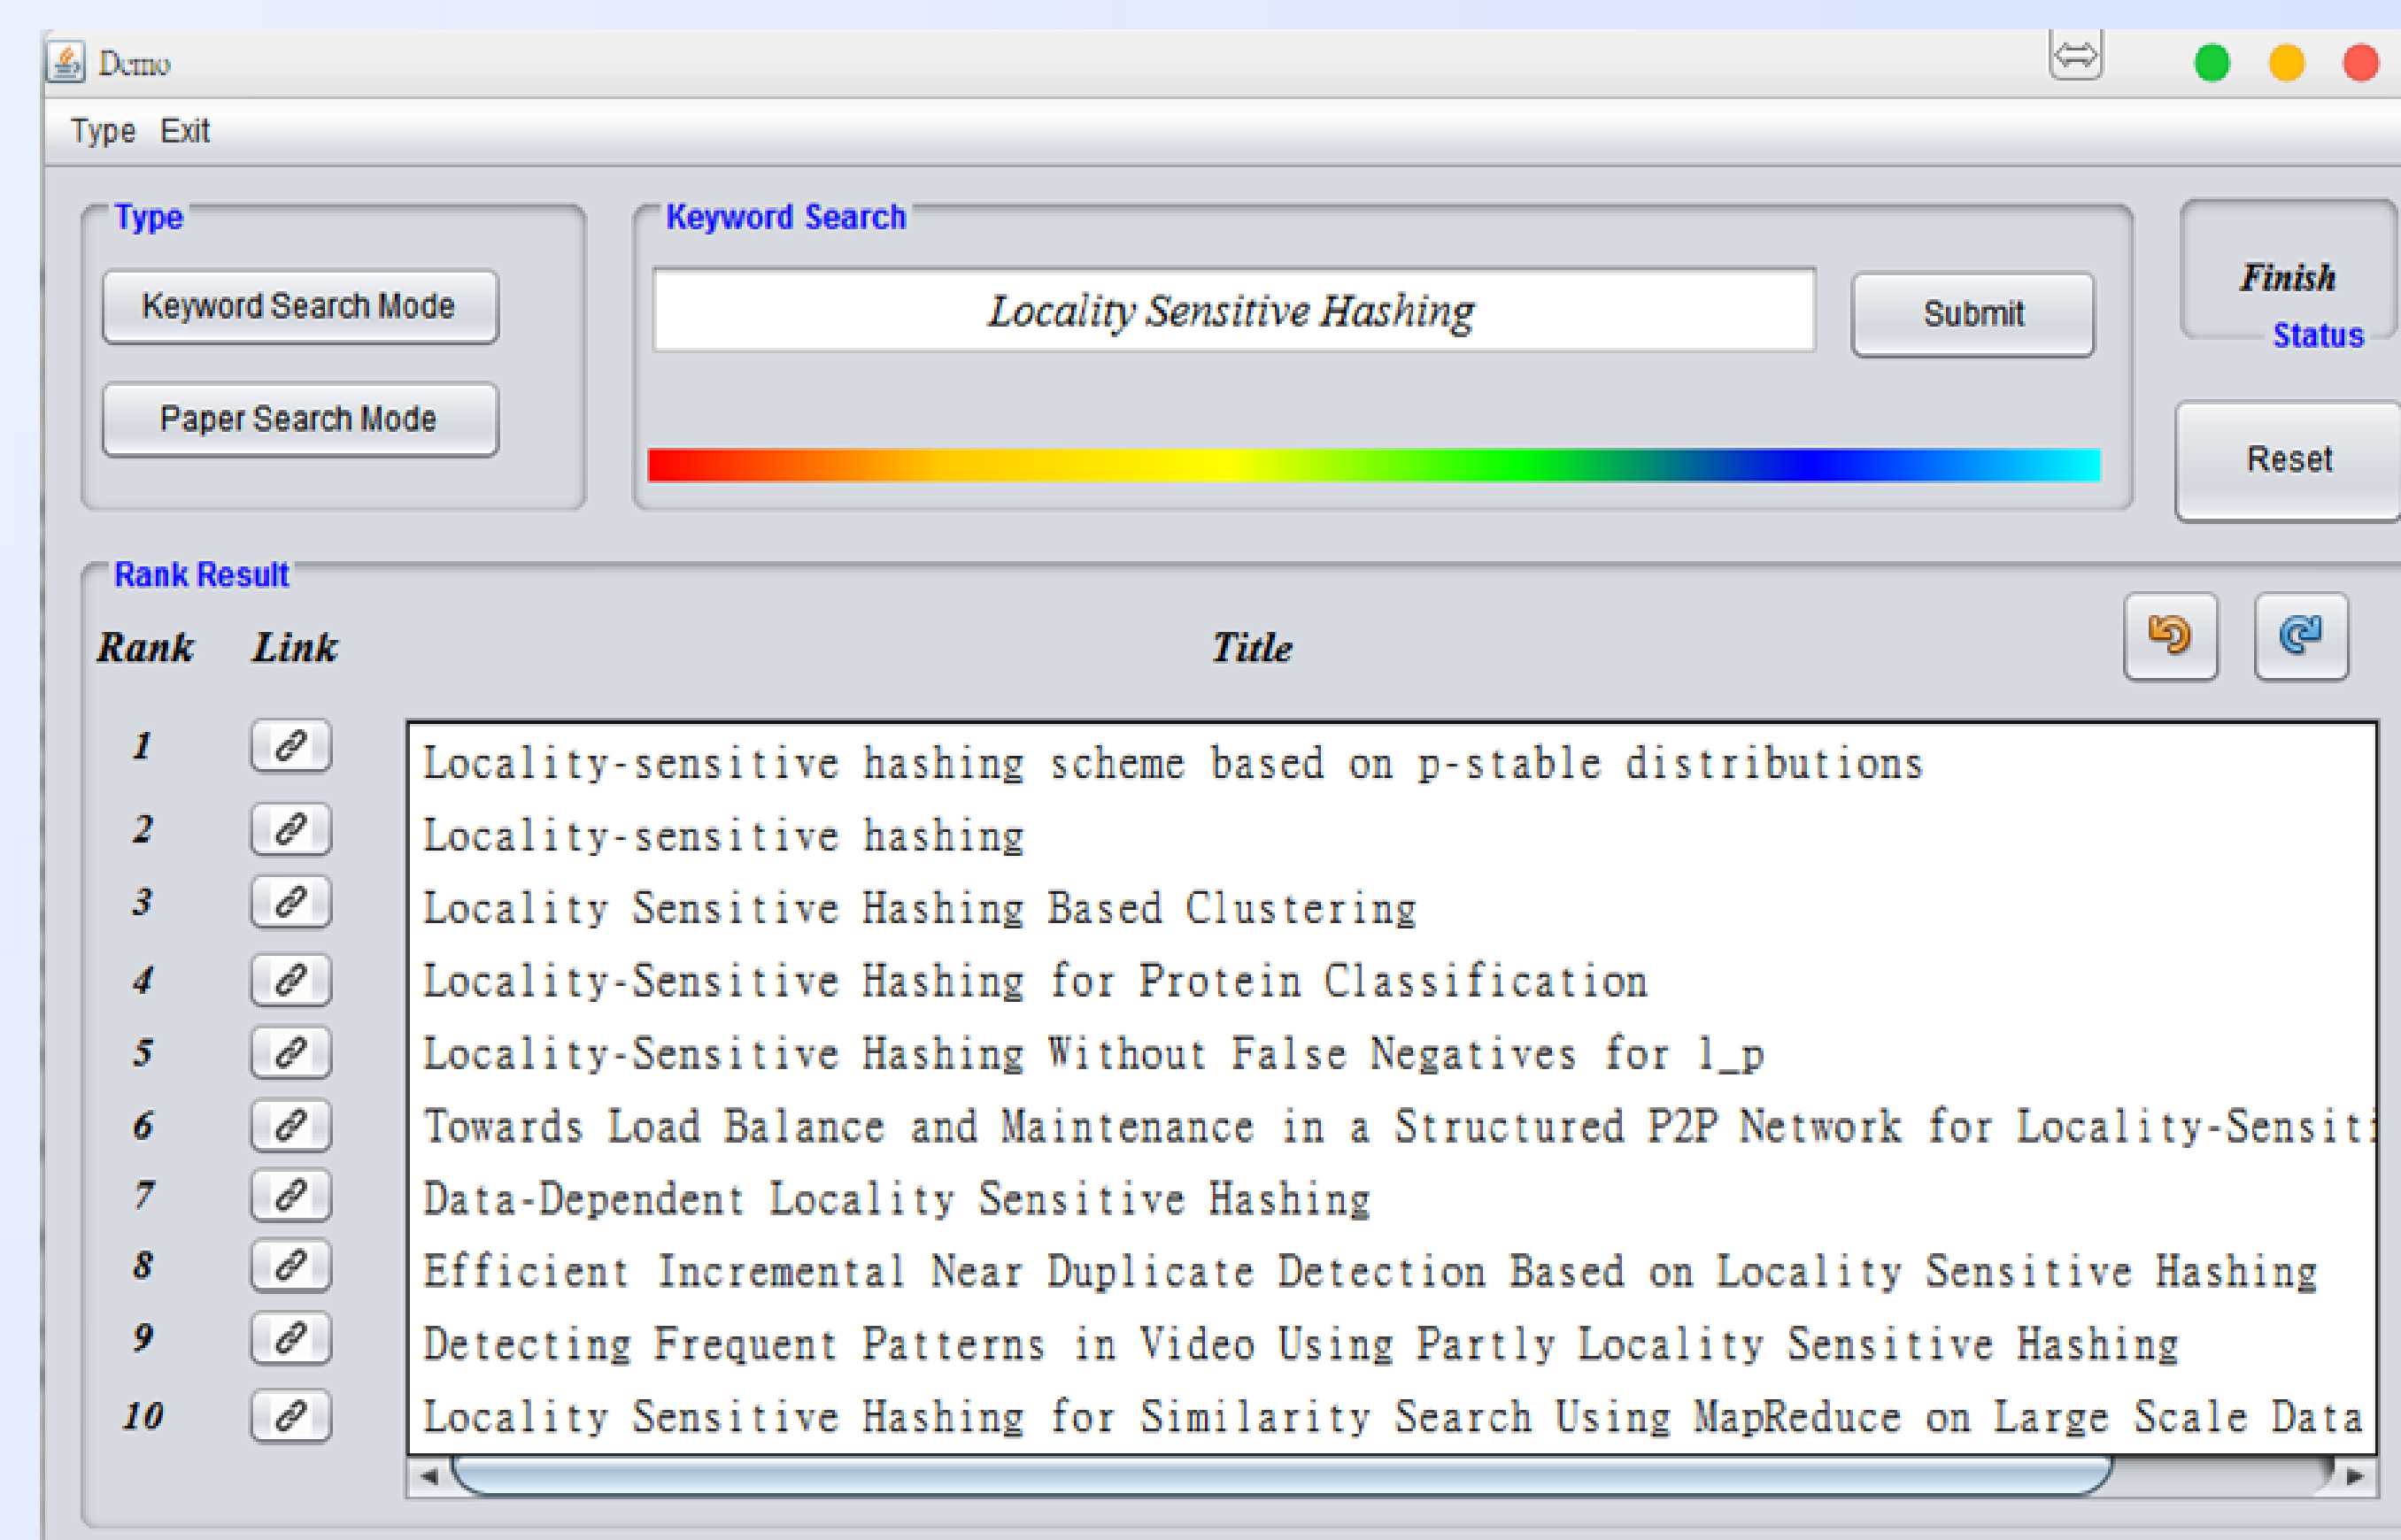 Demo
Type Exit
Type
Keyword Search Mode
Paper Search Mode
Keyword Search
Locality Sensitive Hashing
Submit
Finish
Status
Reset
Rank Result
Rank Link Title
1 Locality-sensitive hashing scheme based on p-stable distributions
2 Locality-sensitive hashing
3 Locality Sensitive Hashing Based Clustering
4 Locality-Sensitive Hashing for Protein Classification
5 Locality-Sensitive Hashing Without False Negatives for l_p
6 Towards Load Balance and Maintenance in a Structured P2P Network for Locality-Sensiti
7 Data-Dependent Locality Sensitive Hashing
8 Efficient Incremental Near Duplicate Detection Based on Locality Sensitive Hashing
9 Detecting Frequent Patterns in Video Using Partly Locality Sensitive Hashing
10 Locality Sensitive Hashing for Similarity Search Using MapReduce on Large Scale Data